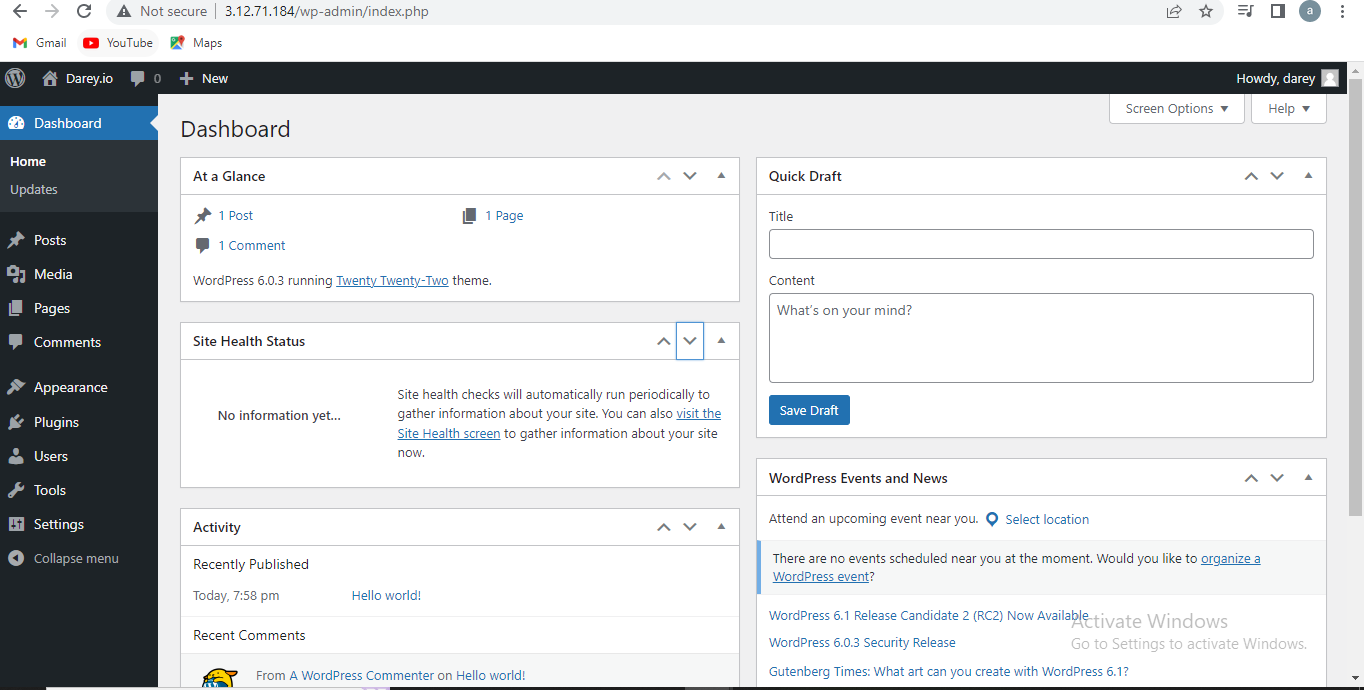 Not secure | 3.12.71.184/wp-admin/index.php
a
Gmail YouTube Maps
Darey.io 0 New Howdy, darey
Screen Options Help
Dashboard
Home
Updates
Posts
Media
Pages
Comments
Appearance
Plugins
Users
Tools
Settings
Collapse menu
Dashboard
At a Glance
1 Post 1 Page
1 Comment
WordPress 6.0.3 running Twenty Twenty-Two theme.
Site Health Status
No information yet...
Site health checks will automatically run periodically to
gather information about your site. You can also visit the
Site Health screen to gather information about your site
now.
Activity
Recently Published
Today, 7:58 pm Hello world!
Recent Comments
From A WordPress Commenter on Hello world!
Quick Draft
Title
Content
What's on your mind?
Save Draft
WordPress Events and News
Attend an upcoming event near you. Select location
There are no events scheduled near you at the moment. Would you like to organize a
WordPress event?
WordPress 6.1 Release Candidate 2 (RC2) Now Available
WordPress 6.0.3 Security Release
Gutenberg Times: What art can you create with WordPress 6.1?
Activate Windows
Go to Settings to activate Windows.